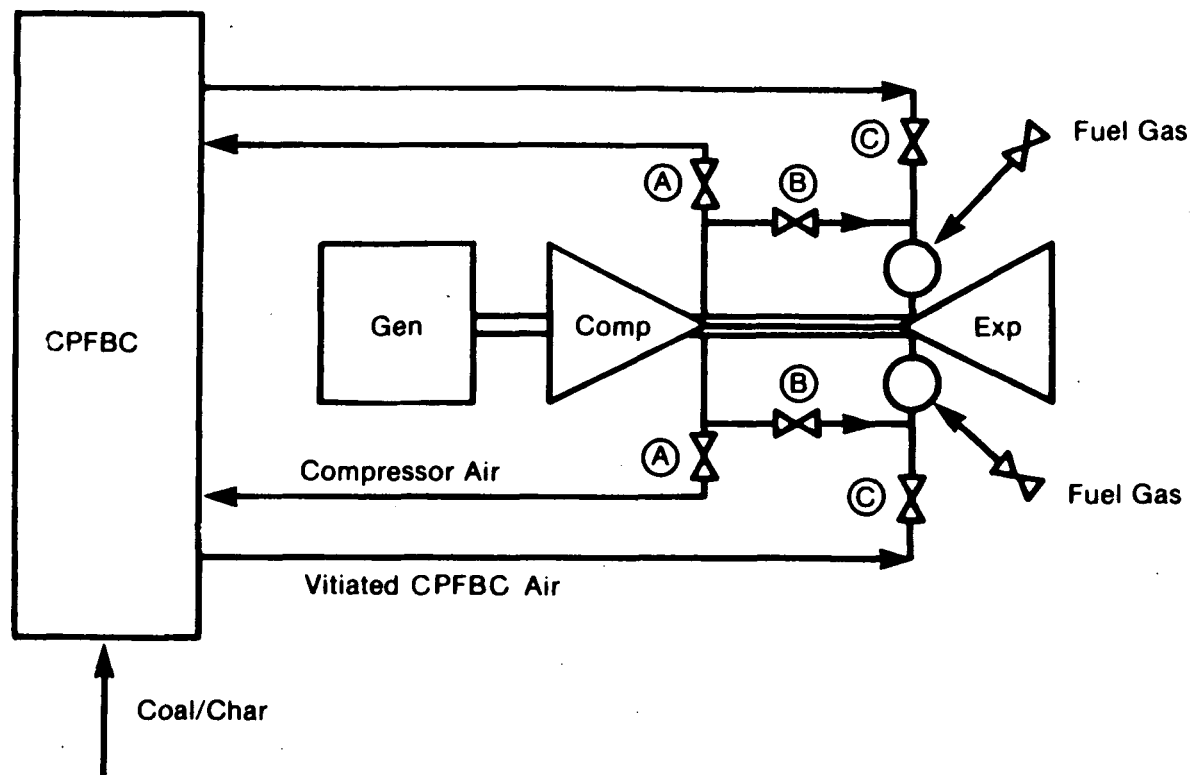 Fuel Gas
C
A
B
CPFBC
Gen
Comp
Exp
B
A
Compressor Air
C
Fuel Gas
Vitiated CPFBC Air
Coal/Char